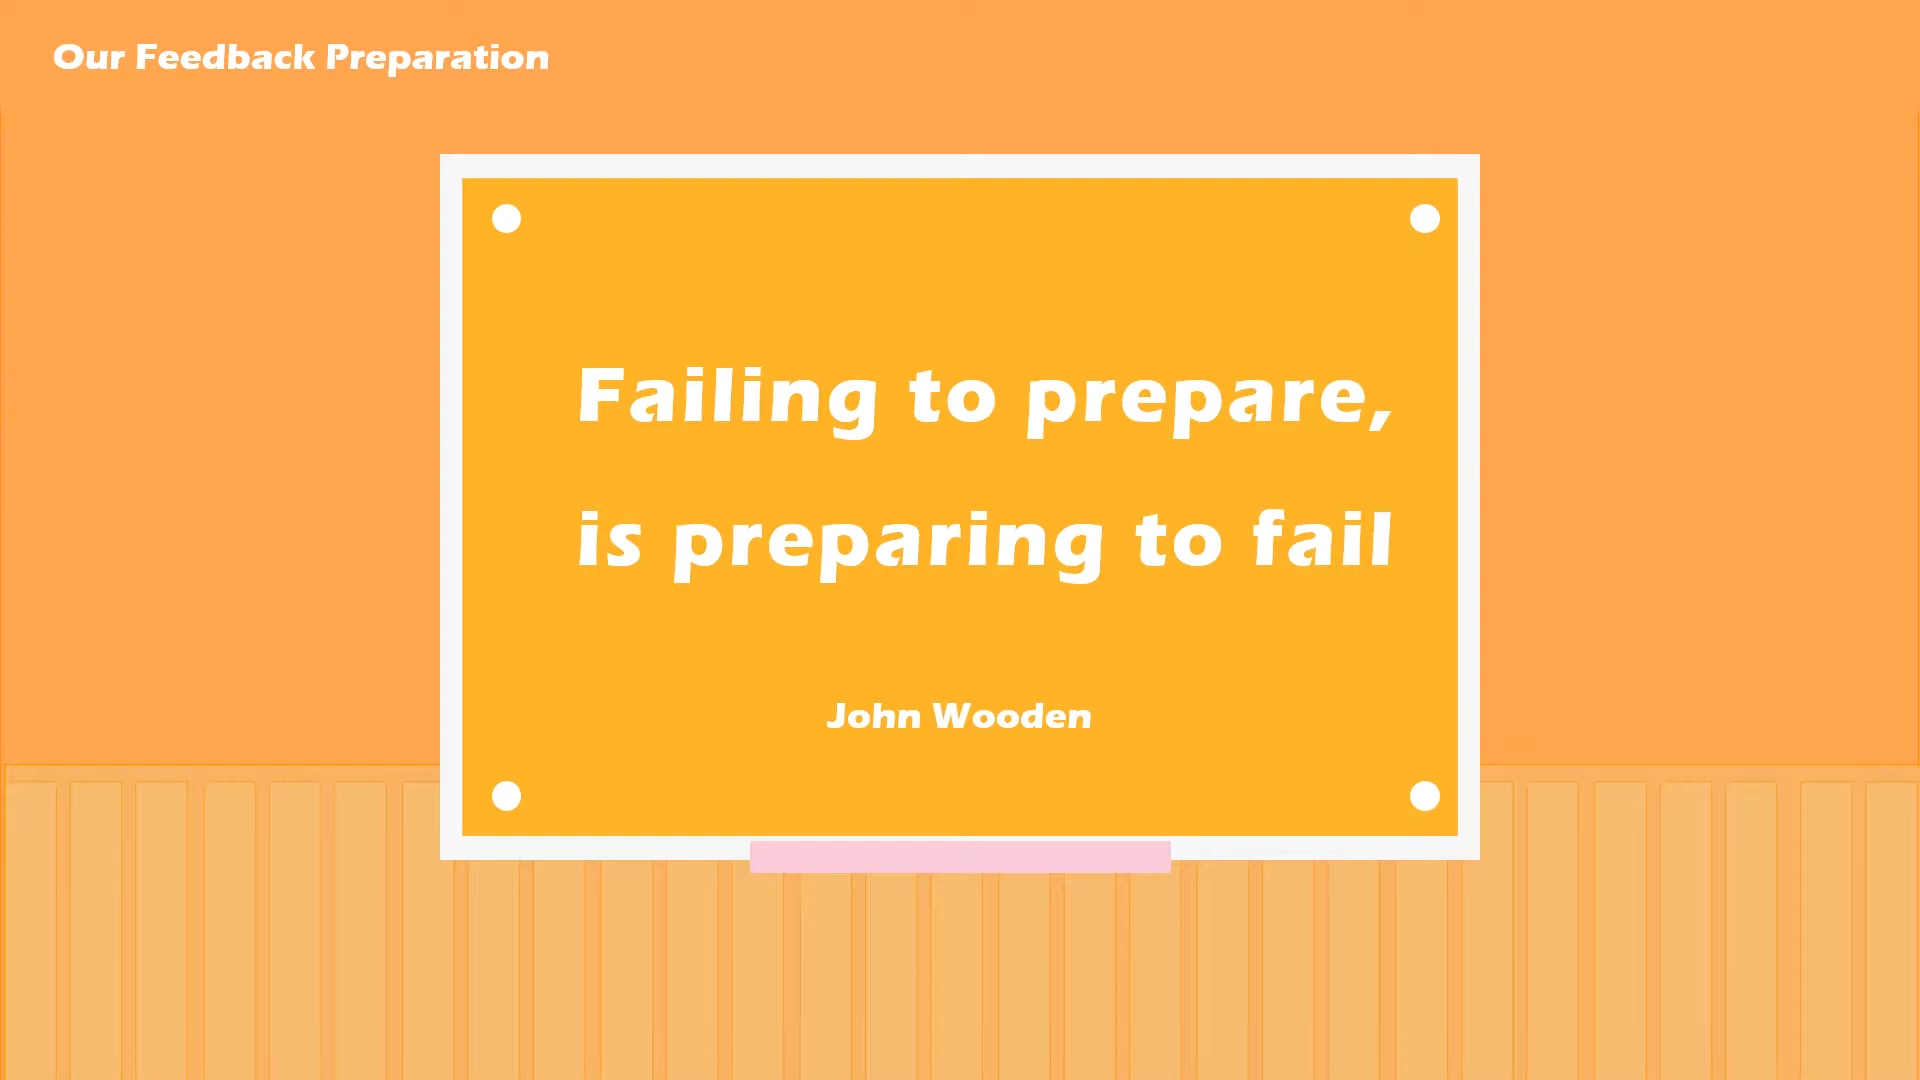 Our Feedback Preparation
Failing to prepare,
is preparing to fail
John Wooden